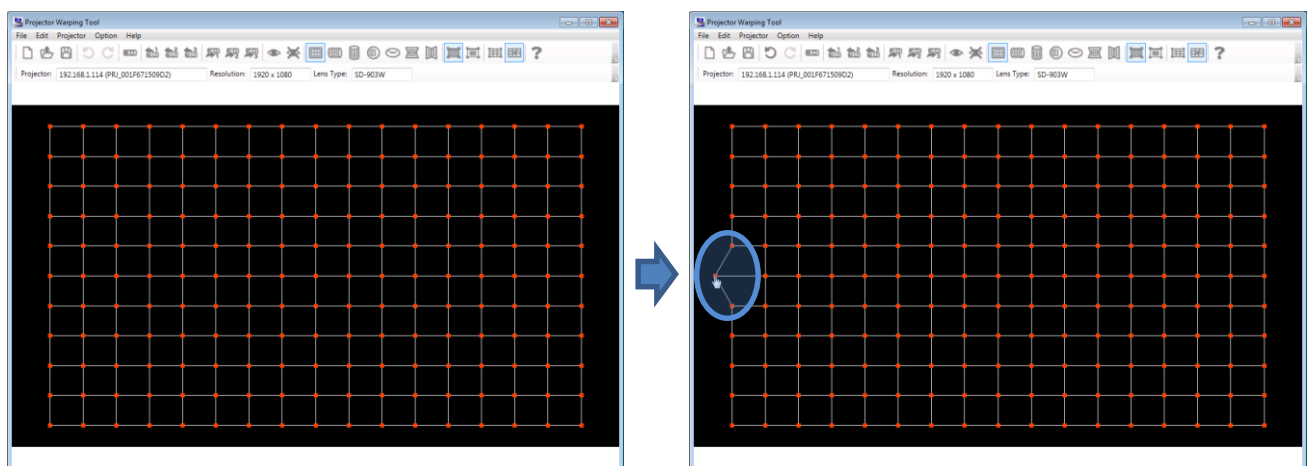 Projector Warping Tool
File Edit Projector Option Help
?
Projector: 192.168.1.114 (PRJ_001F671509D2) Resolution: 1920 x 1080 Lens Type: SD-903W
Projector Warping Tool
File Edit Projector Option Help
?
Projector: 192.168.1.114 (PRJ_001F671509D2) Resolution: 1920 x 1080 Lens Type: SD-903W